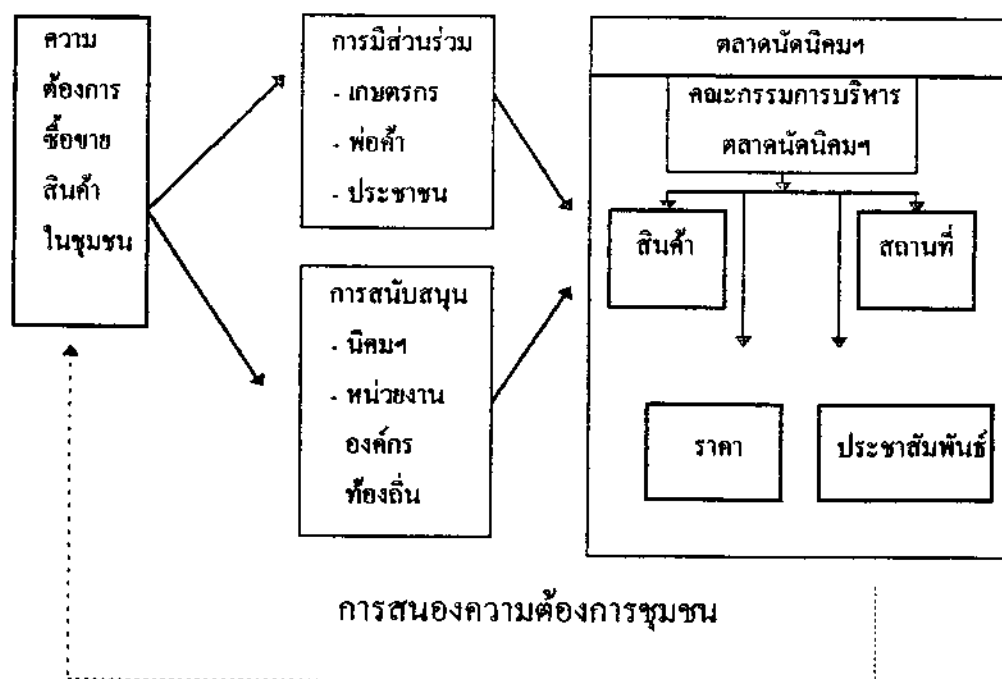 ความ
ต้องการ
ซื้อขาย
สินค้า
ในชุมชน
การมีส่วนร่วม
- เกษตรกร
- พ่อค้า
- ประชาชน
การสนับสนุน
- นิคมฯ
- หน่วยงาน
องค์กร
ท้องถิ่น
ตลาดนัดนิคมฯ
คณะกรรมการบริหาร
ตลาดนัดนิคมฯ
สินค้า
สถานที่
ราคา
ประชาสัมพันธ์
การสนองความต้องการชุมชน